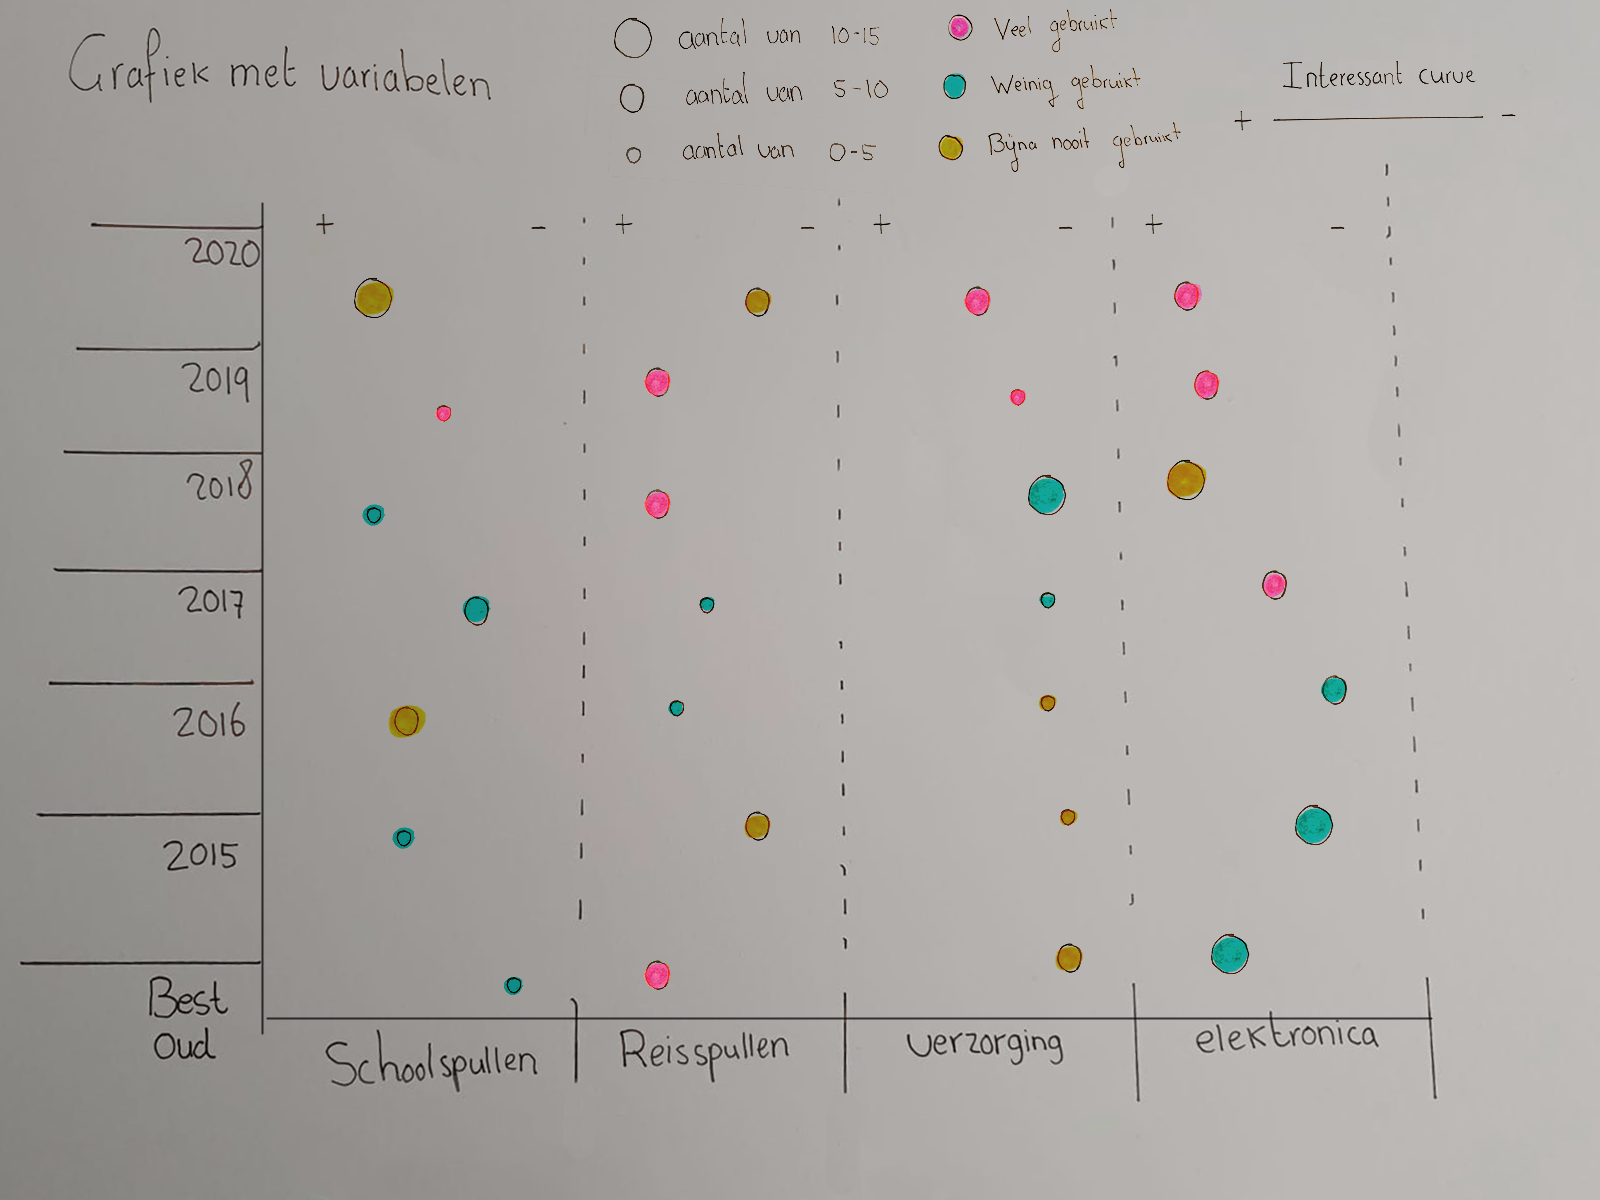 Grafiek met variabelen
aantal van 10-15
aantal van 5-10
aantal van 0-5
Veel gebruikt
Weinig gebruikt
Bijna nooit gebruikt
Interessant curve
+ -
+ - + - + - + -
2020
2019
2018
2017
2016
2015
Best
Oud
Schoolspullen
Reisspullen
verzorging
elektronica